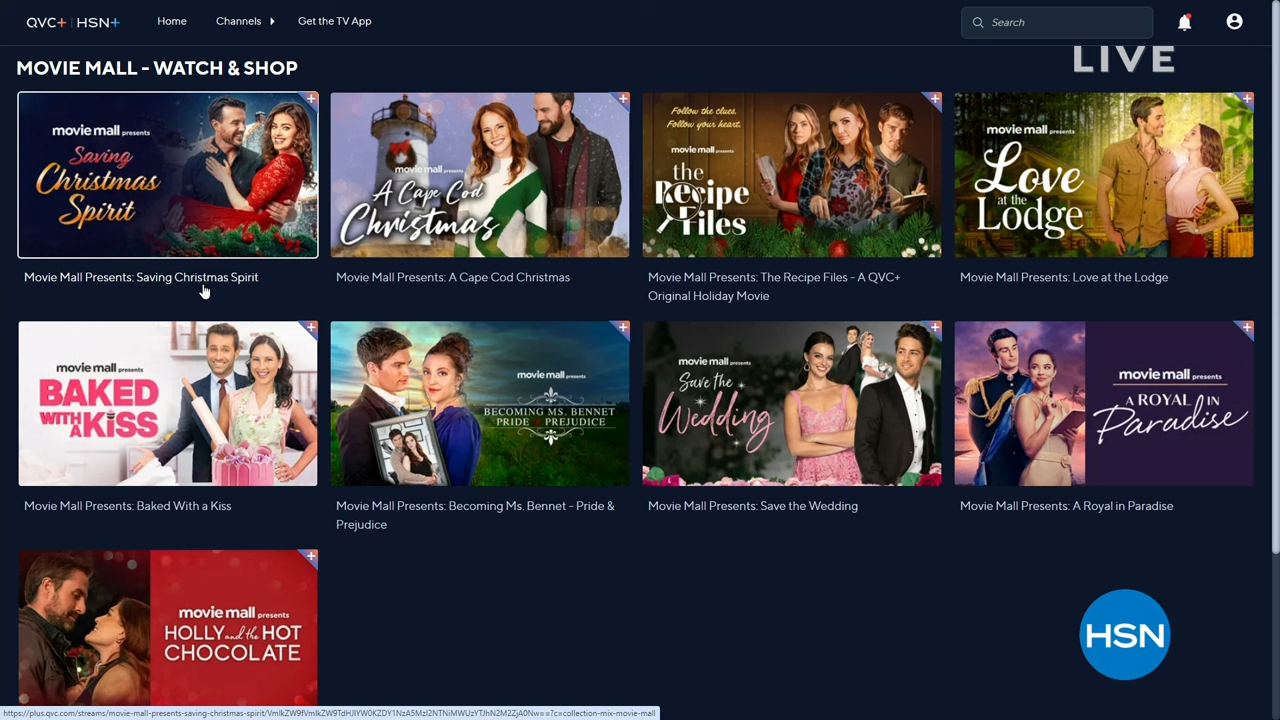 QVC+ | HSN+
Home
Channels
Get the TV App
Search
LIVE
MOVIE MALL - WATCH & SHOP
movie mall presents
Saving
Christmas
Spirit
movie mall presents
A Cape Cod
Christmas
Follow the clues.
Follow your heart.
movie mall presents
the
Recipe
Files
movie mall presents
Love
at the
Lodge
Movie Mall Presents: Saving Christmas Spirit
Movie Mall Presents: A Cape Cod Christmas
Movie Mall Presents: The Recipe Files - A QVC+
Original Holiday Movie
Movie Mall Presents: Love at the Lodge
movie mall presents
BAKED
WITH A KISS
movie mall presents
BECOMING MS. BENNET
PRIDE & PREJUDICE
movie mall presents
Save the
Wedding
movie mall presents
A ROYAL IN
Paradise
Movie Mall Presents: Baked With a Kiss
Movie Mall Presents: Becoming Ms. Bennet - Pride &
Prejudice
Movie Mall Presents: Save the Wedding
Movie Mall Presents: A Royal in Paradise
movie mall presents
HOLLY and the HOT
CHOCOLATE
HSN